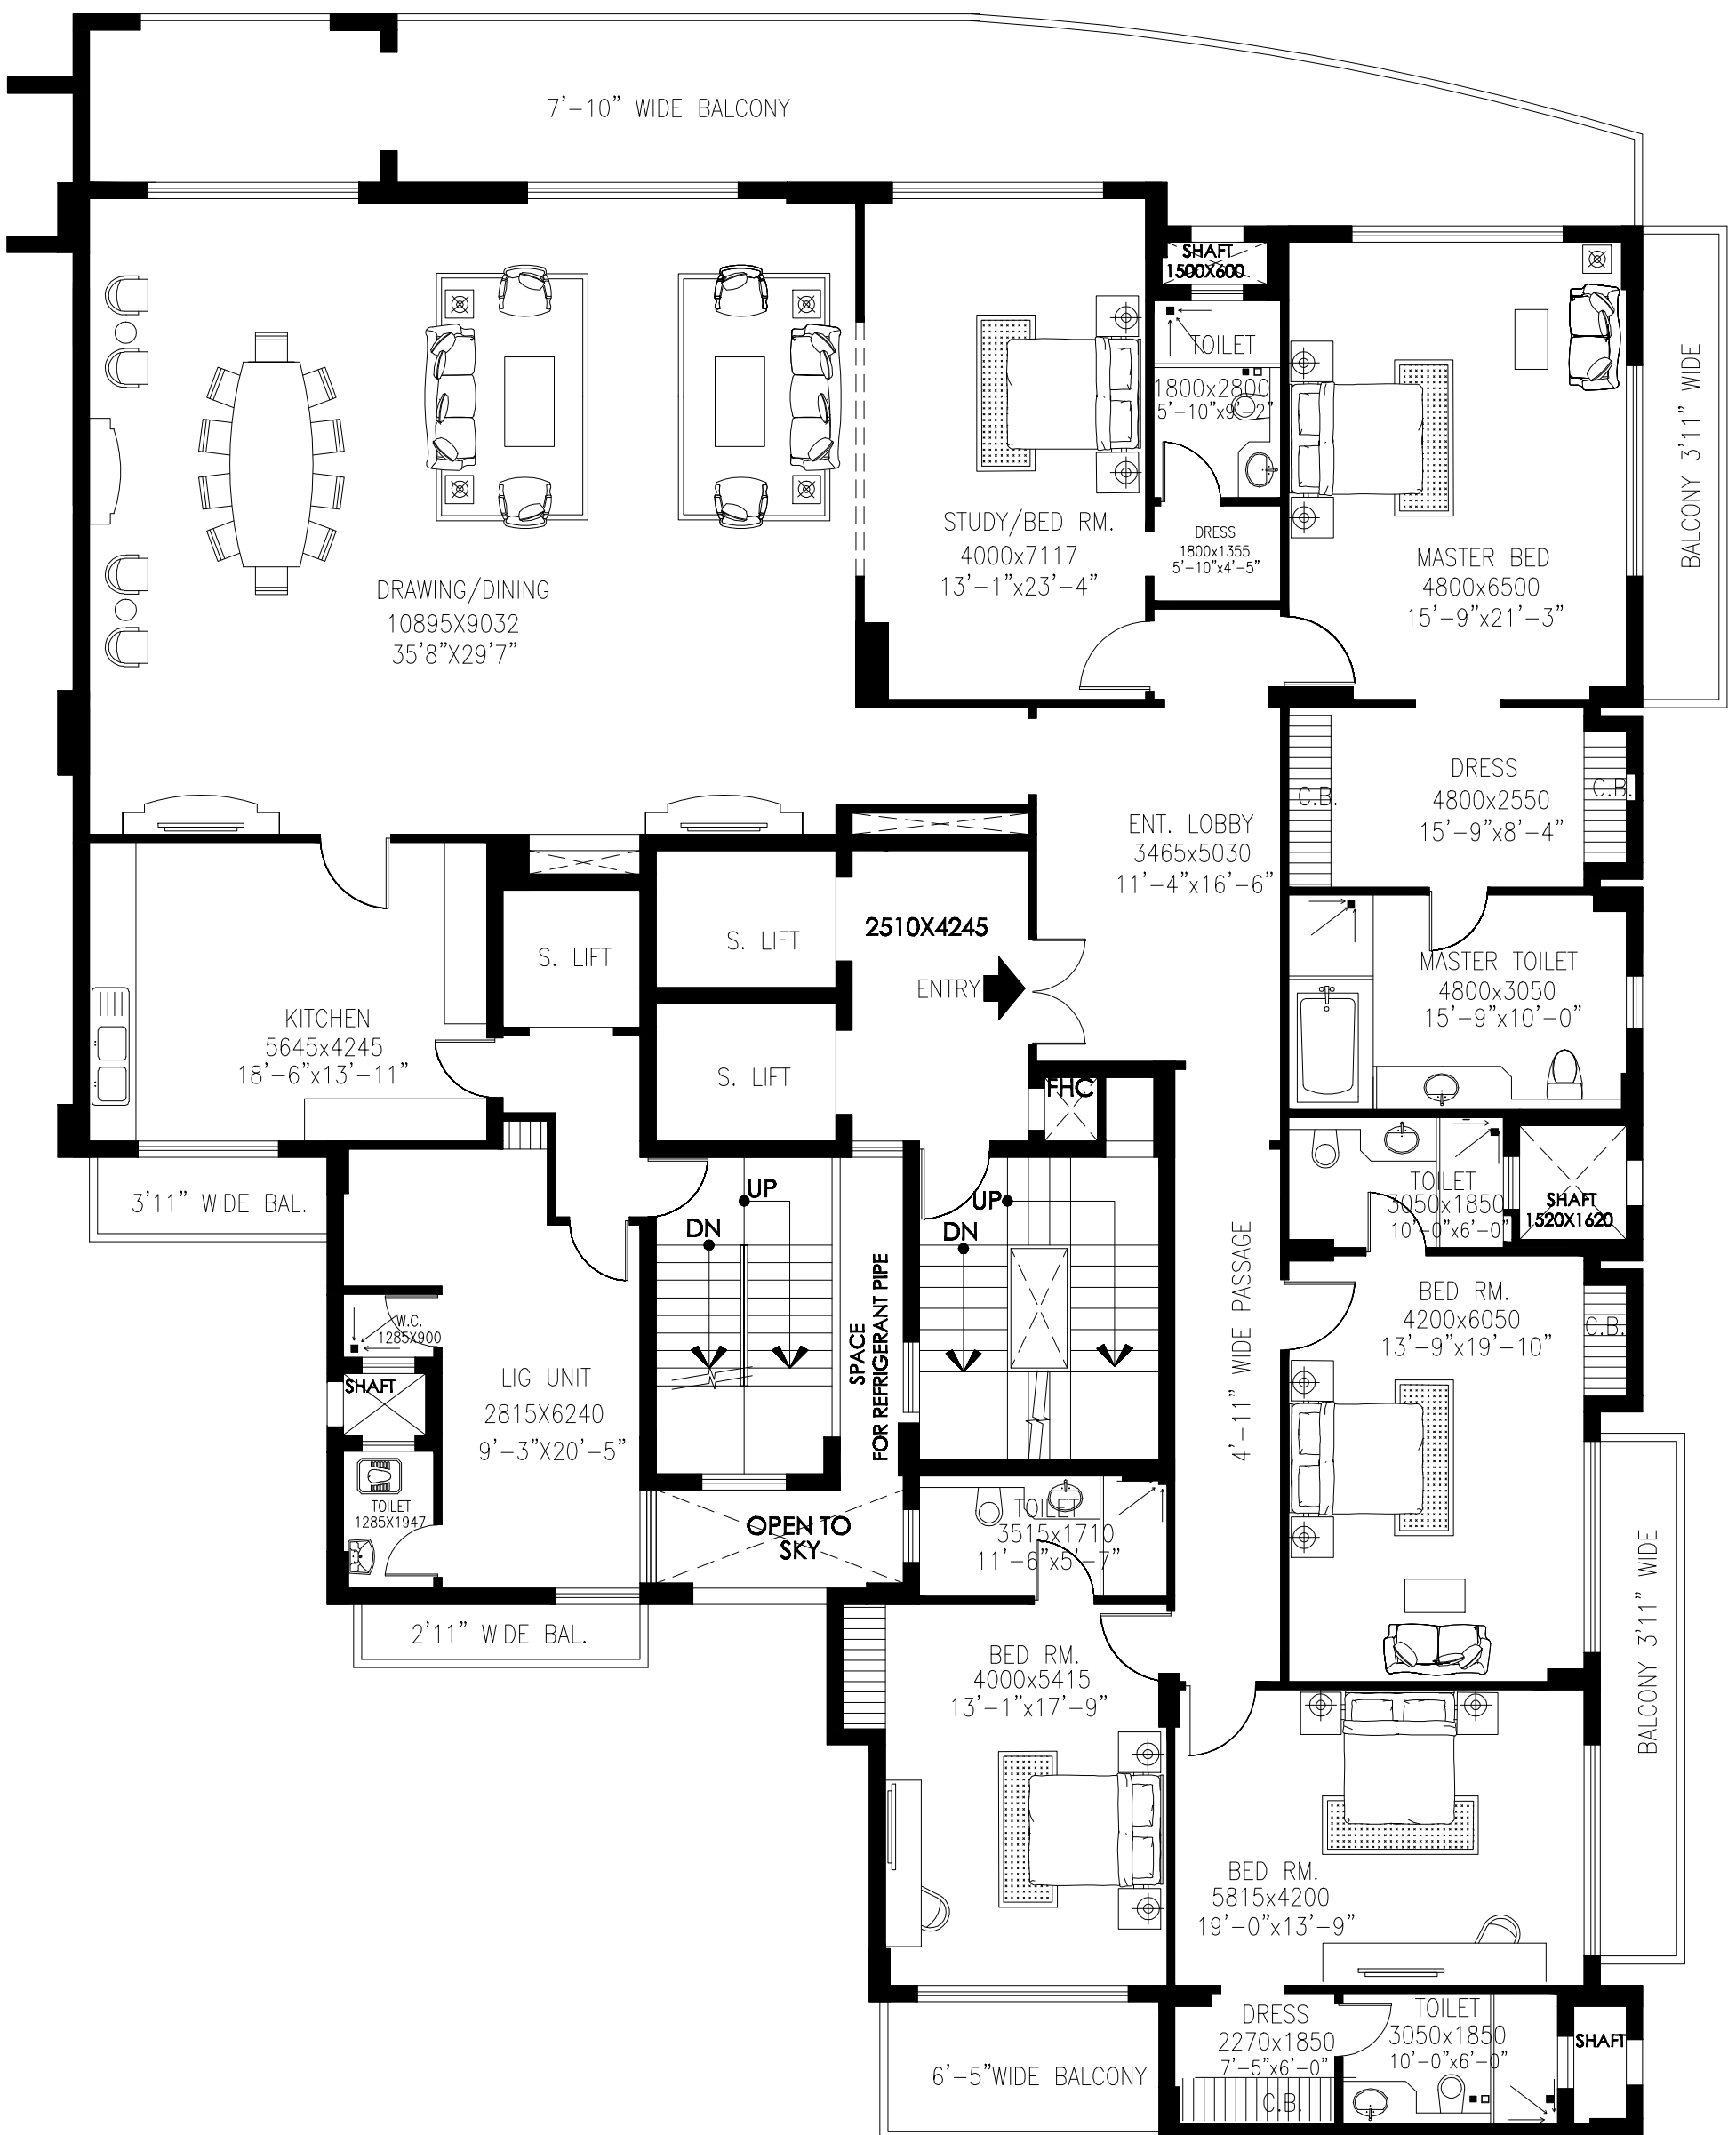 7'-10" WIDE BALCONY
SHAFT
1500X600
TOILET
1800x2800
5'-10"x9'-2"
BALCONY 3'11" WIDE
STUDY/BED RM.
4000x7117
13'-1"x23'-4"
DRESS
1800x1355
5'-10"x4'-5"
MASTER BED
4800x6500
15'-9"x21'-3"
DRAWING/DINING
10895X9032
35'8"X29'7"
DRESS
4800x2550
15'-9"x8'-4"
C.B.
C.B.
ENT. LOBBY
3465x5030
11'-4"x16'-6"
2510X4245
S. LIFT
S. LIFT
ENTRY
MASTER TOILET
4800x3050
15'-9"x10'-0"
KITCHEN
5645x4245
18'-6"x13'-11"
S. LIFT
FHC
3'11" WIDE BAL.
UP
DN
UP
DN
TOILET
3050x1850
10'-0"x6'-0"
SHAFT
1520X1620
4'-11" WIDE PASSAGE
SPACE
FOR REFRIGERANT PIPE
BED RM.
4200x6050
13'-9"x19'-10"
C.B.
W.C.
1285X900
SHAFT
LIG UNIT
2815X6240
9'-3"X20'-5"
TOILET
1285X1947
OPEN TO
SKY
TOILET
3515x1710
11'-6"x5'-7"
2'11" WIDE BAL.
BED RM.
4000x5415
13'-1"x17'-9"
BALCONY 3'11" WIDE
BED RM.
5815x4200
19'-0"x13'-9"
DRESS
2270x1850
7'-5"x6'-0"
C.B.
TOILET
3050x1850
10'-0"x6'-0"
SHAFT
6'-5"WIDE BALCONY